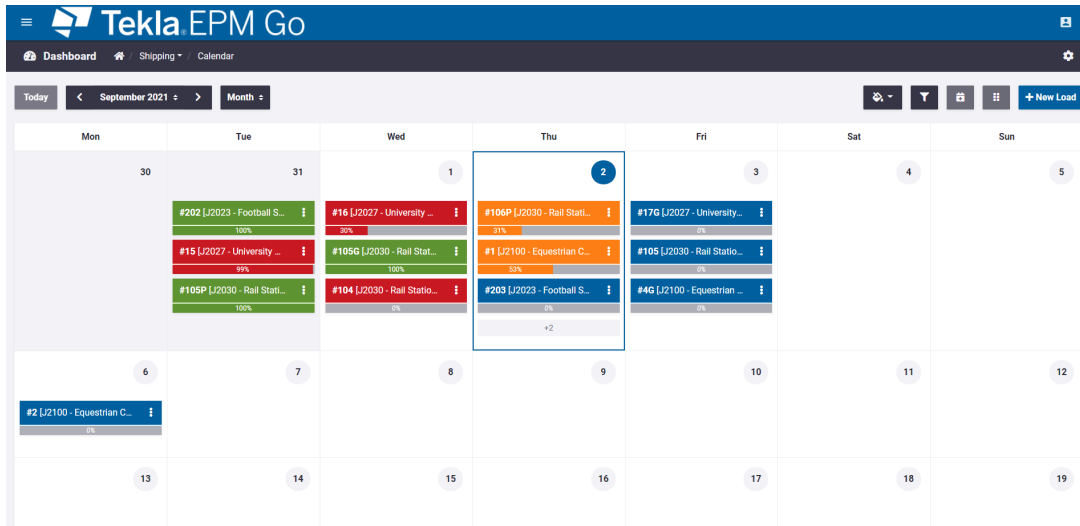 Tekla® EPM Go
Dashboard / Shipping / Calendar
Today < September 2021 > Month + New Load
Mon Tue Wed Thu Fri Sat Sun
30 31 1 2 3 4 5
#202 [J2023 - Football S... #16 [J2027 - University ... #106P [J2030 - Rail Stati... #17G [J2027 - University...
100% 30% 31% 0%
#15 [J2027 - University ... #105G [J2030 - Rail Stat... #1 [J2100 - Equestrian C... #105 [J2030 - Rail Statio...
99% 100% 53% 0%
#105P [J2030 - Rail Stati... #104 [J2030 - Rail Statio... #203 [J2023 - Football S... #4G [J2100 - Equestrian ...
100% 0% 0% 0%
+2
6 7 8 9 10 11 12
#2 [J2100 - Equestrian C...
0%
13 14 15 16 17 18 19